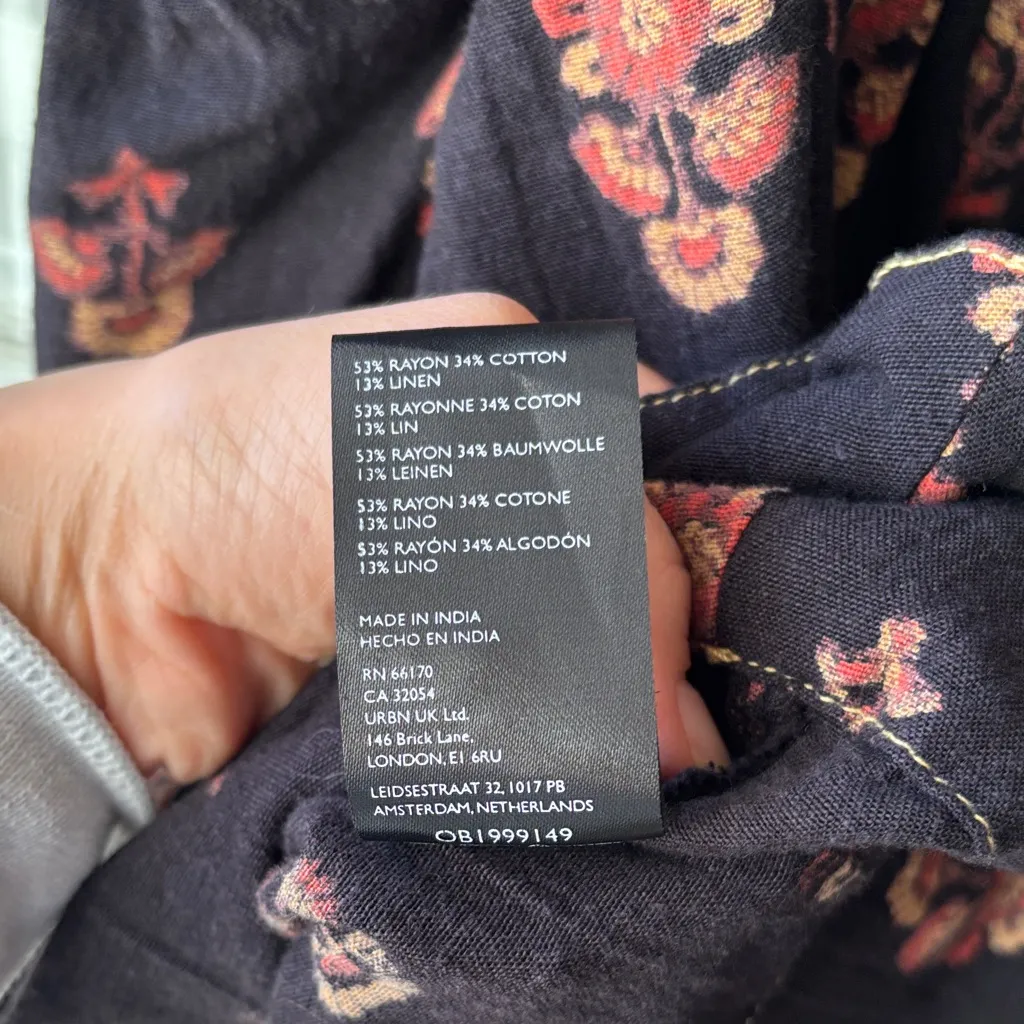 53% RAYON 34% COTTON
13% LINEN
53% RAYONNE 34% COTON
13% LIN
53% RAYON 34% BAUMWOLLE
13% LEINEN
53% RAYON 34% COTONE
13% LINO
53% RAYÓN 34% ALGODÓN
13% LINO
MADE IN INDIA
HECHO EN INDIA
RN 66170
CA 32054
URBN UK Ltd.
146 Brick Lane,
LONDON, E1 6RU
LEIDSESTRAAT 32, 1017 PB
AMSTERDAM, NETHERLANDS
OB1999149